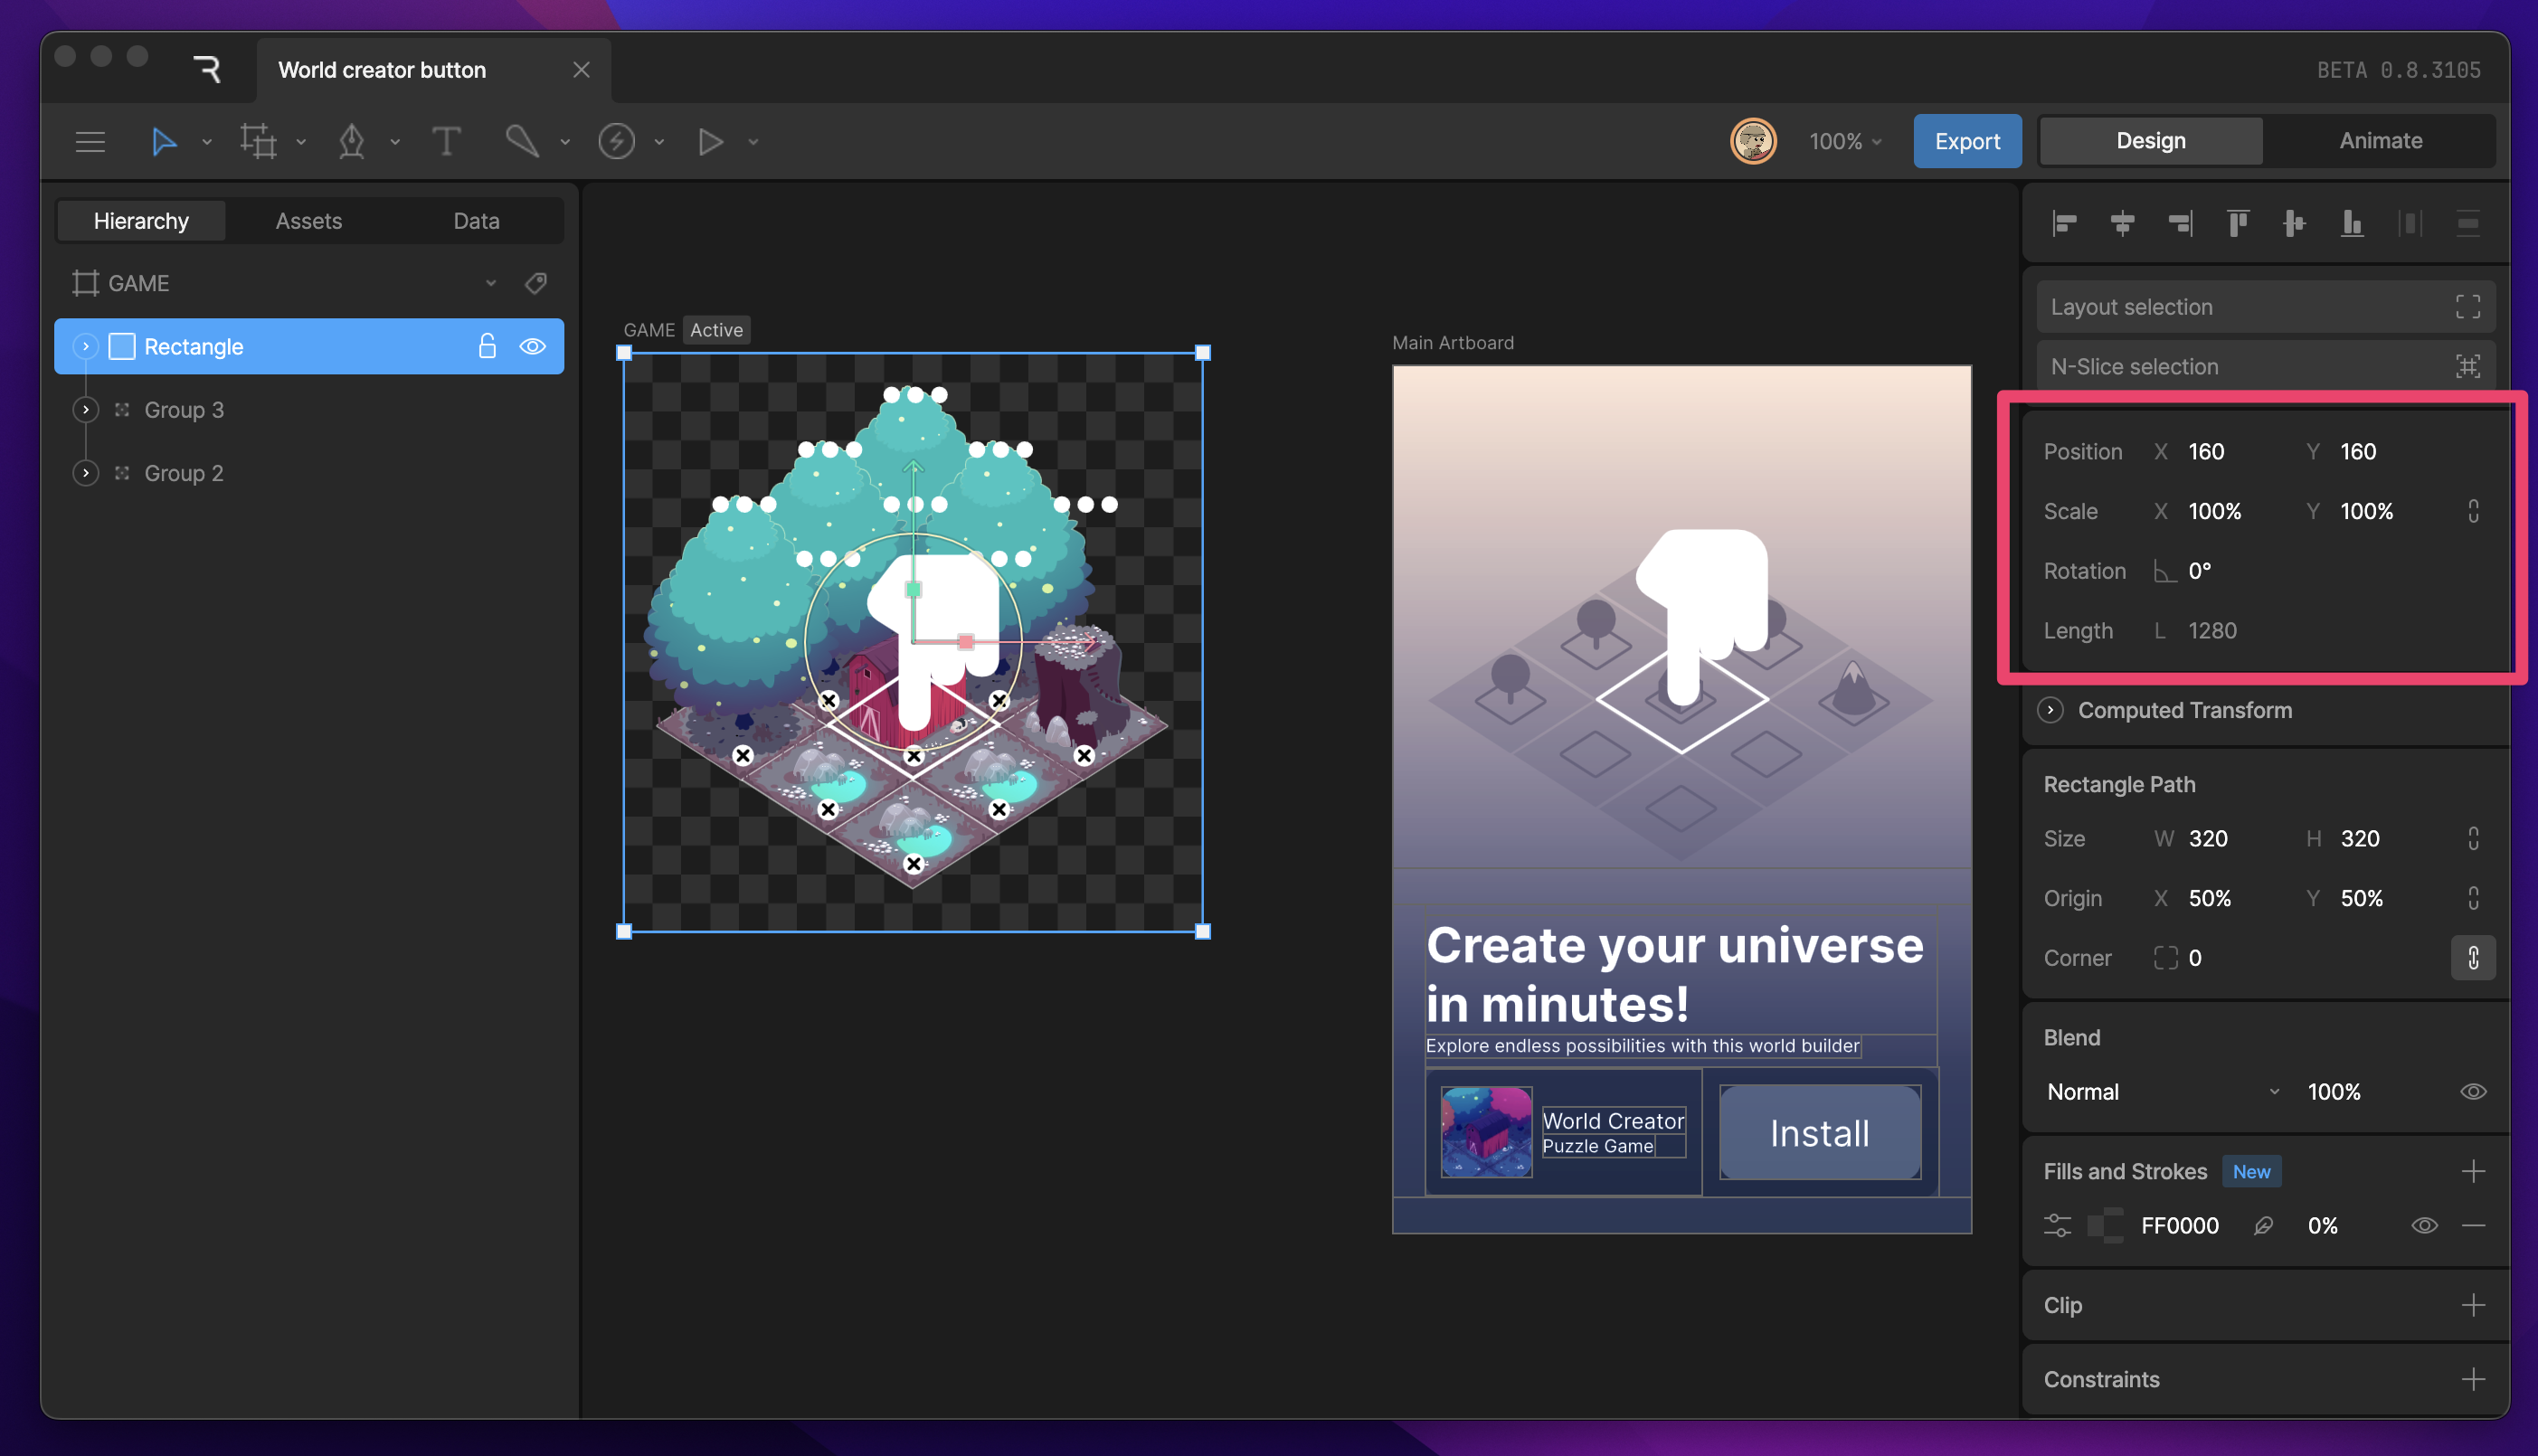 World creator button
BETA 0.8.3105
100%
Export
Design
Animate
Hierarchy
Assets
Data
GAME
Rectangle
Group 3
Group 2
GAME Active
Main Artboard
Create your universe
in minutes!
Explore endless possibilities with this world builder
World Creator
Puzzle Game
Install
Layout selection
N-Slice selection
Position X 160 Y 160
Scale X 100% Y 100%
Rotation 0°
Length L 1280
Computed Transform
Rectangle Path
Size W 320 H 320
Origin X 50% Y 50%
Corner 0
Blend
Normal 100%
Fills and Strokes New
FF0000 0%
Clip
Constraints